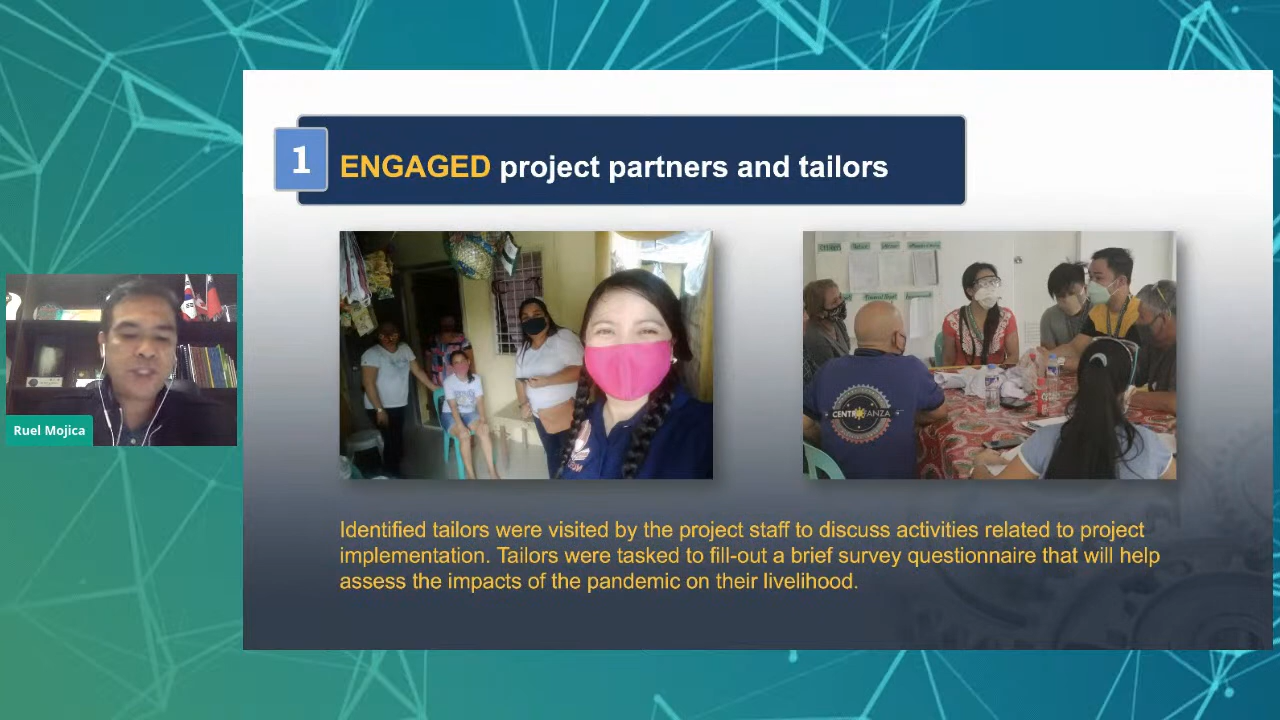 1
ENGAGED project partners and tailors
CENTR FANZA
Ruel Mojica
Identified tailors were visited by the project staff to discuss activities related to project
implementation. Tailors were tasked to fill-out a brief survey questionnaire that will help
assess the impacts of the pandemic on their livelihood.